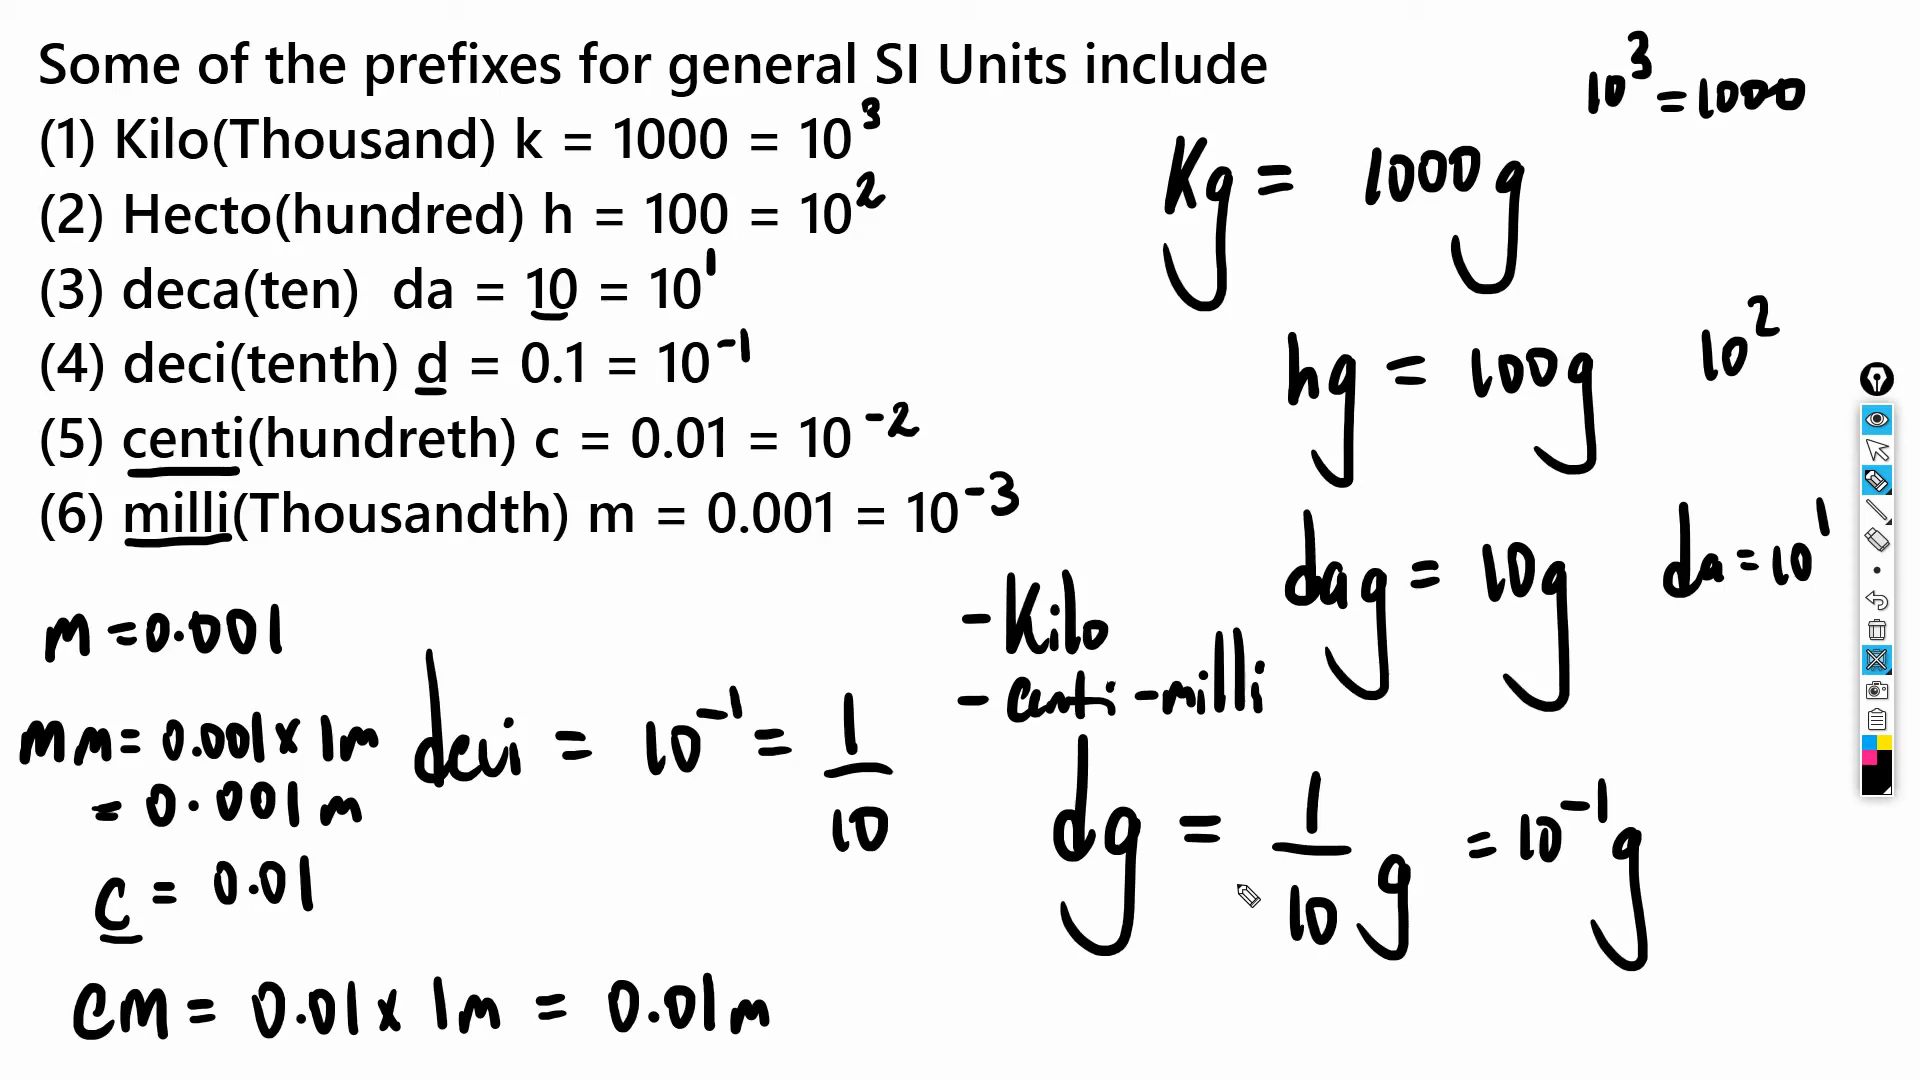 Some of the prefixes for general SI Units include
(1) Kilo(Thousand) k = 1000 = 10³
(2) Hecto(hundred) h = 100 = 10²
(3) deca(ten) da = 10 = 10¹
(4) deci(tenth) d = 0.1 = 10⁻¹
(5) centi(hundreth) c = 0.01 = 10⁻²
(6) milli(Thousandth) m = 0.001 = 10⁻³
10³ = 1000
Kg = 1000g
hg = 100g 10²
dag = 10g da = 10¹
- Kilo
- centi - milli
m = 0.001
mm = 0.001 x 1m
= 0.001m
deci = 10⁻¹ = 1/10
c = 0.01
cm = 0.01 x 1m = 0.01m
dg = 1/10 g = 10⁻¹g